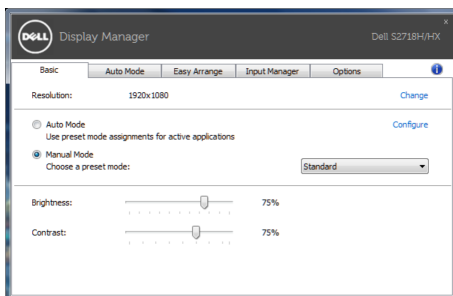 DELL Display Manager
x
Dell S2718H/HX
Basic Auto Mode Easy Arrange Input Manager Options i
Resolution: 1920x1080 Change
Auto Mode Configure
Use preset mode assignments for active applications
Manual Mode
Choose a preset mode: Standard
Brightness: 75%
Contrast: 75%